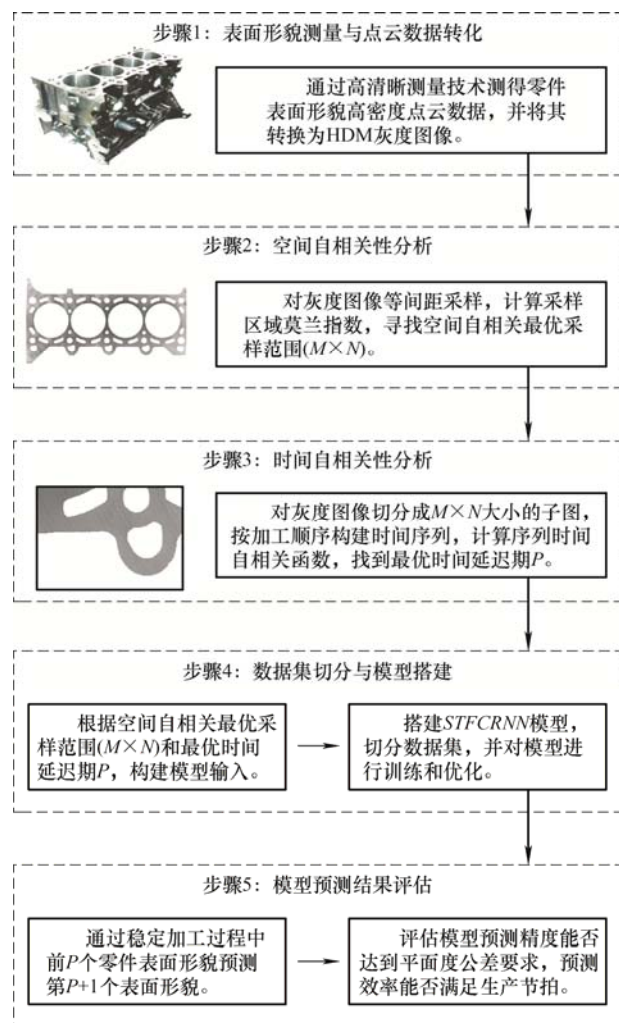 步骤1：表面形貌测量与点云数据转化
通过高清晰测量技术测得零件
表面形貌高密度点云数据，并将其
转换为HDM灰度图像。
步骤2：空间自相关性分析
对灰度图像等间距采样，计算采样
区域莫兰指数，寻找空间自相关最优采
样范围(M×N)。
步骤3：时间自相关性分析
对灰度图像切分成M×N大小的子图，
按加工顺序构建时间序列，计算序列时间
自相关函数，找到最优时间延迟期P。
步骤4：数据集切分与模型搭建
根据空间自相关最优采
样范围(M×N)和最优时间
延迟期P，构建模型输入。
搭建STFCRNN模型，
切分数据集，并对模型进
行训练和优化。
步骤5：模型预测结果评估
通过稳定加工过程中
前P个零件表面形貌预测
第P+1个表面形貌。
评估模型预测精度能否
达到平面度公差要求，预测
效率能否满足生产节拍。